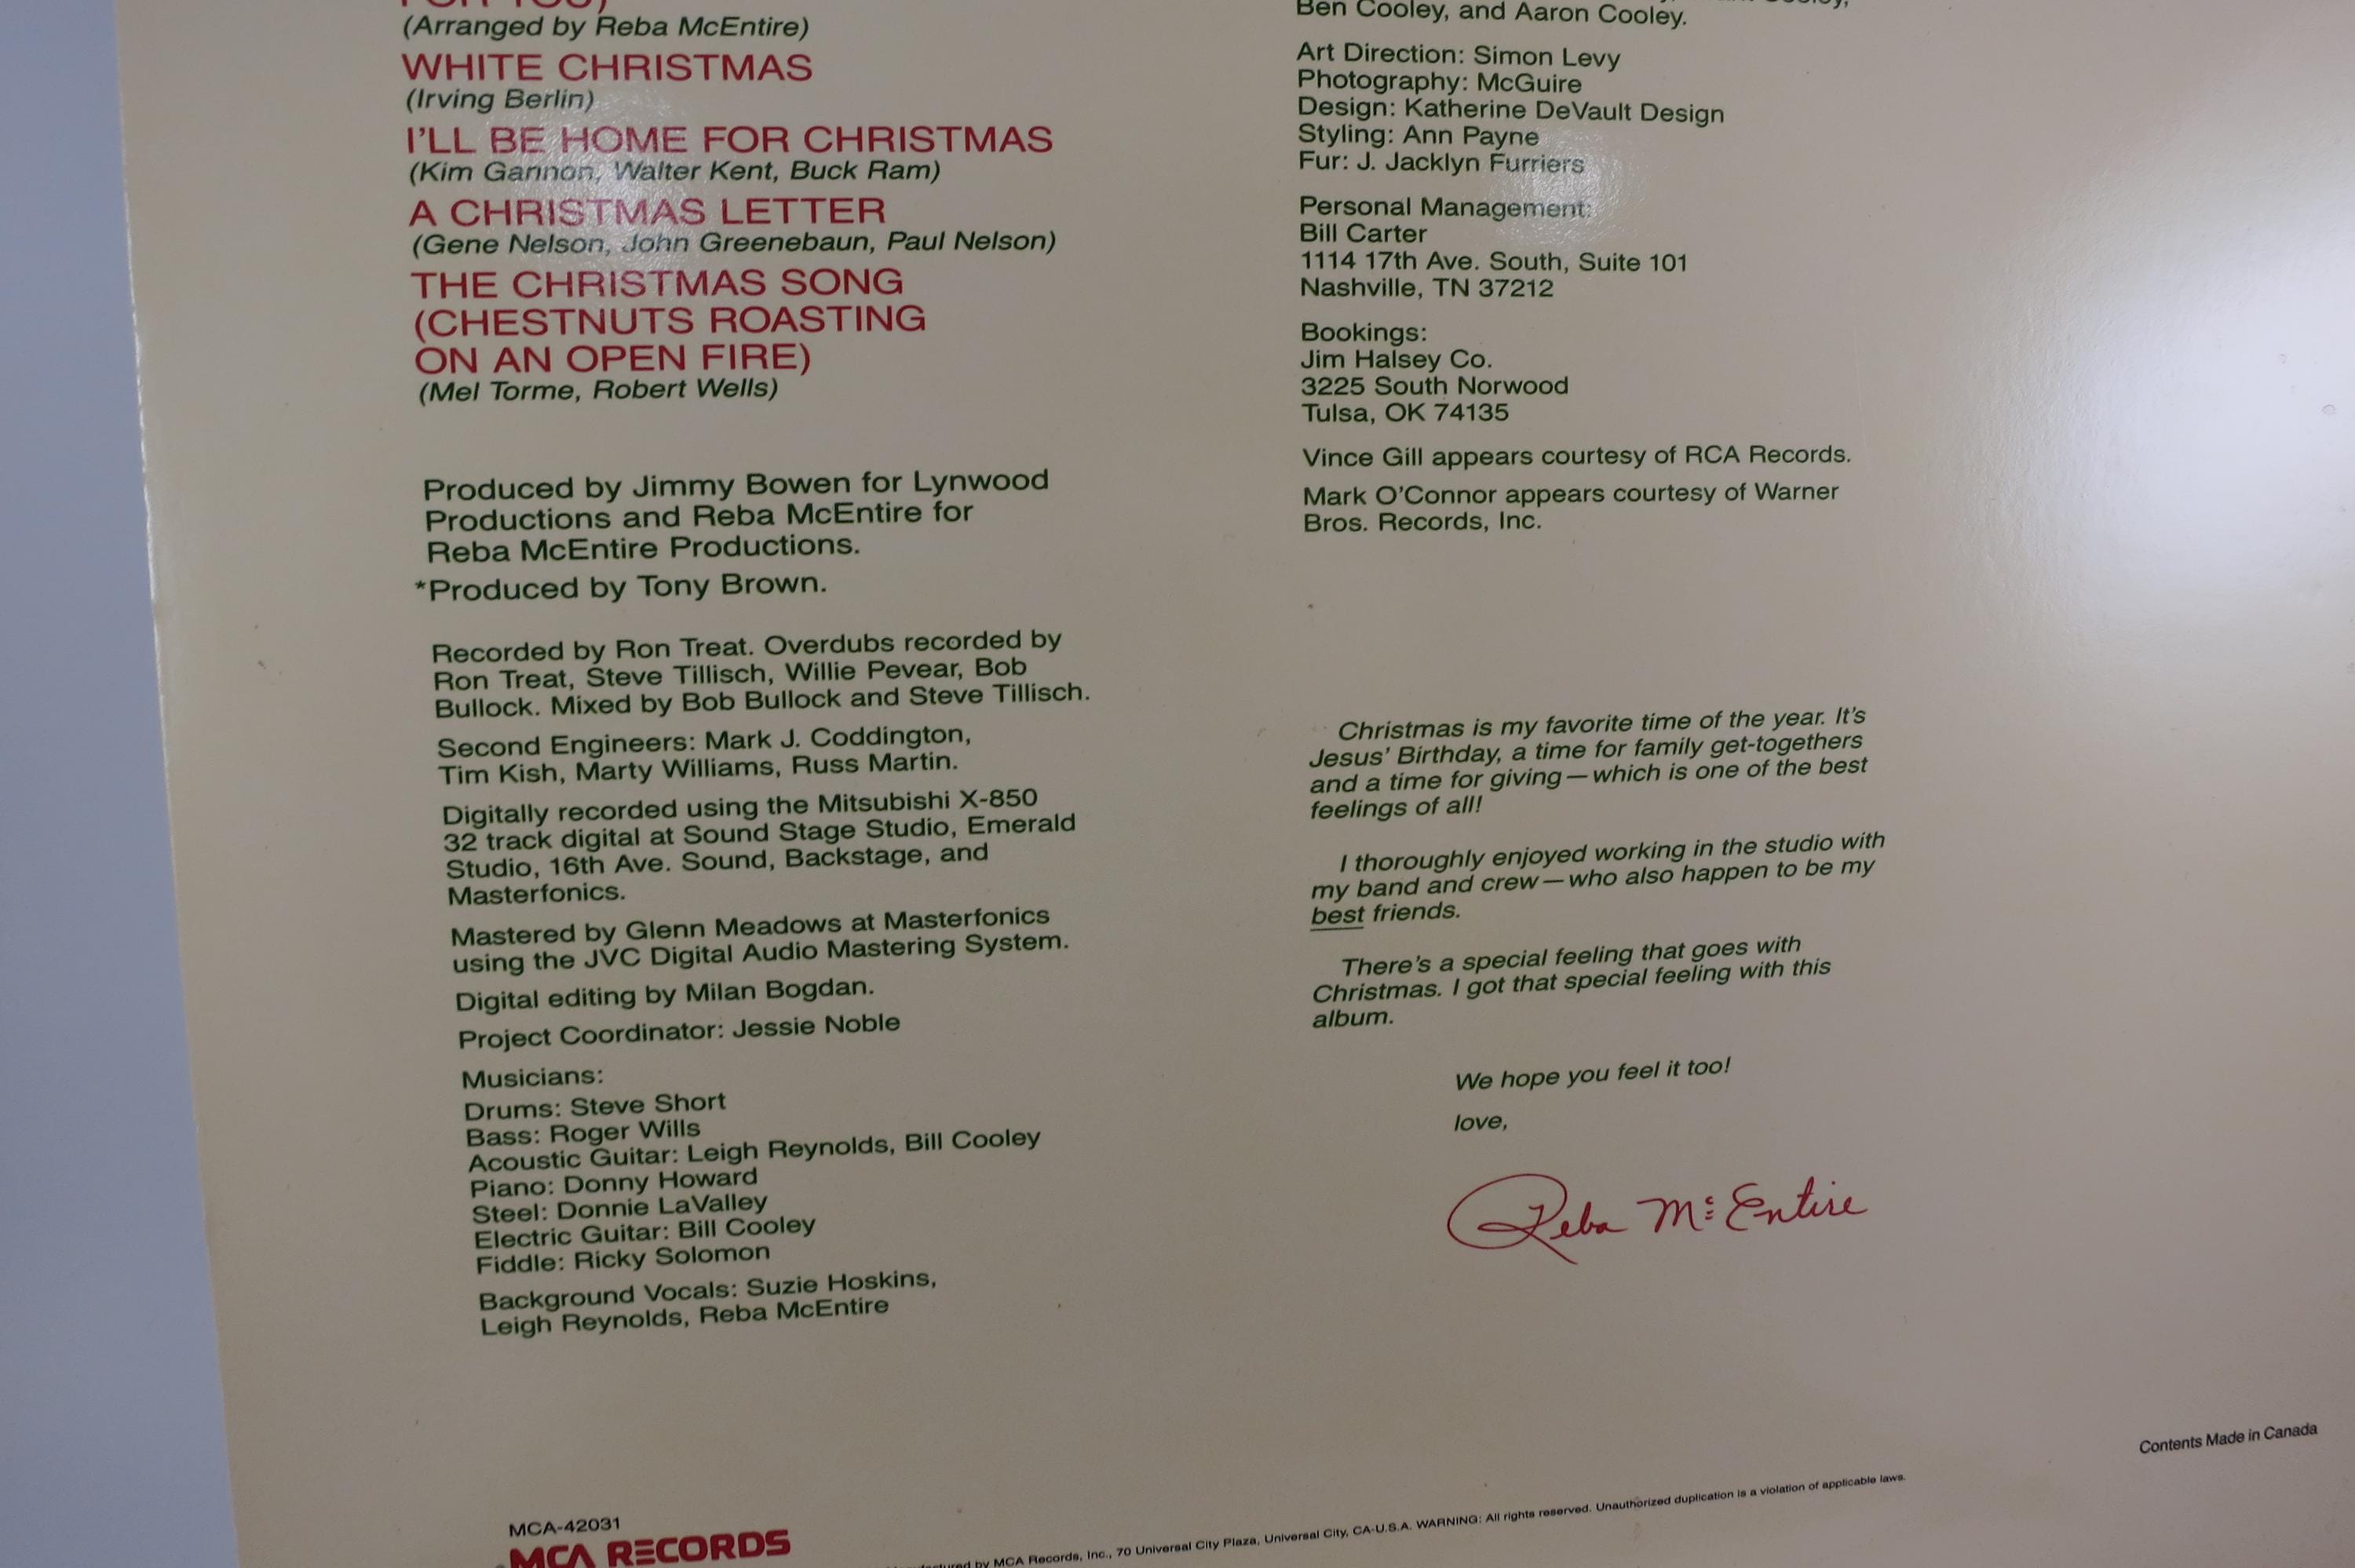 FOR YOU)
(Arranged by Reba McEntire)
WHITE CHRISTMAS
(Irving Berlin)
I'LL BE HOME FOR CHRISTMAS
(Kim Gannon, Walter Kent, Buck Ram)
A CHRISTMAS LETTER
(Gene Nelson, John Greenebaun, Paul Nelson)
THE CHRISTMAS SONG
(CHESTNUTS ROASTING
ON AN OPEN FIRE)
(Mel Torme, Robert Wells)
Produced by Jimmy Bowen for Lynwood
Productions and Reba McEntire for
Reba McEntire Productions.
*Produced by Tony Brown.
Recorded by Ron Treat. Overdubs recorded by
Ron Treat, Steve Tillisch, Willie Pevear, Bob
Bullock. Mixed by Bob Bullock and Steve Tillisch.
Second Engineers: Mark J. Coddington,
Tim Kish, Marty Williams, Russ Martin.
Digitally recorded using the Mitsubishi X-850
32 track digital at Sound Stage Studio, Emerald
Studio, 16th Ave. Sound, Backstage, and
Masterfonics.
Mastered by Glenn Meadows at Masterfonics
using the JVC Digital Audio Mastering System.
Digital editing by Milan Bogdan.
Project Coordinator: Jessie Noble
Musicians:
Drums: Steve Short
Bass: Roger Wills
Acoustic Guitar: Leigh Reynolds, Bill Cooley
Piano: Donny Howard
Steel: Donnie LaValley
Electric Guitar: Bill Cooley
Fiddle: Ricky Solomon
Background Vocals: Suzie Hoskins,
Leigh Reynolds, Reba McEntire
Ben Cooley, and Aaron Cooley.
Art Direction: Simon Levy
Photography: McGuire
Design: Katherine DeVault Design
Styling: Ann Payne
Fur: J. Jacklyn Furriers
Personal Management:
Bill Carter
1114 17th Ave. South, Suite 101
Nashville, TN 37212
Bookings:
Jim Halsey Co.
3225 South Norwood
Tulsa, OK 74135
Vince Gill appears courtesy of RCA Records.
Mark O'Connor appears courtesy of Warner
Bros. Records, Inc.
Christmas is my favorite time of the year. It's
Jesus' Birthday, a time for family get-togethers
and a time for giving—which is one of the best
feelings of all!
I thoroughly enjoyed working in the studio with
my band and crew—who also happen to be my
best friends.
There's a special feeling that goes with
Christmas. I got that special feeling with this
album.
We hope you feel it too!
love,
Reba McEntire
Contents Made in Canada
MCA-42031
MCA RECORDS
by MCA Records, Inc., 70 Universal City Plaza, Universal City, CA-U.S.A. WARNING: All rights reserved. Unauthorized duplication is a violation of applicable laws.